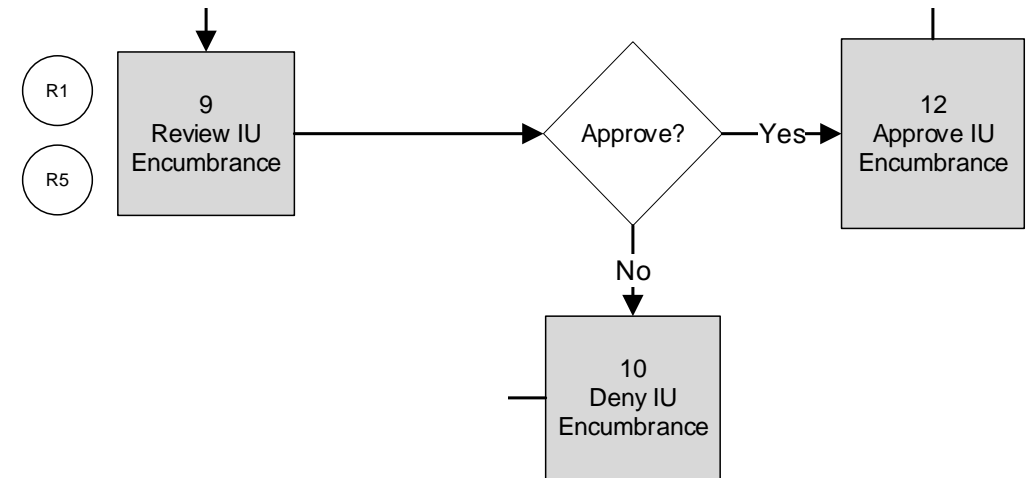 R1
R5
9
Review IU
Encumbrance
Approve?
Yes
12
Approve IU
Encumbrance
No
10
Deny IU
Encumbrance